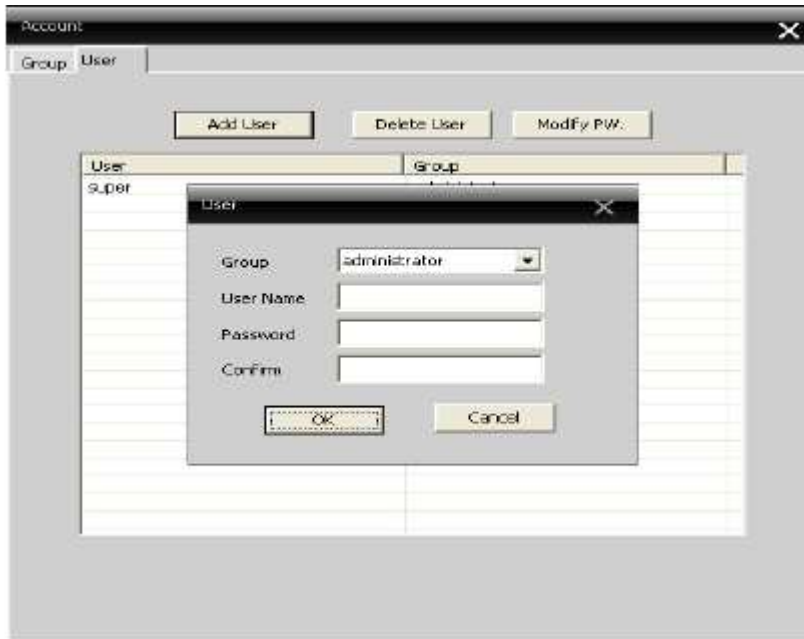 Account
Group User
Add User Delete User Modify PW.
User Group
super
User
Group administrator
User Name
Password
Confirm
OK Cancel